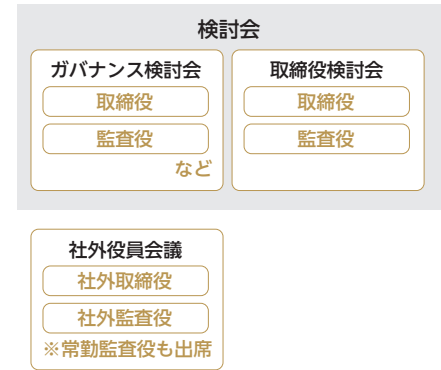 検討会
ガバナンス検討会
取締役
監査役
など
取締役検討会
取締役
監査役
社外役員会議
社外取締役
社外監査役
※常勤監査役も出席